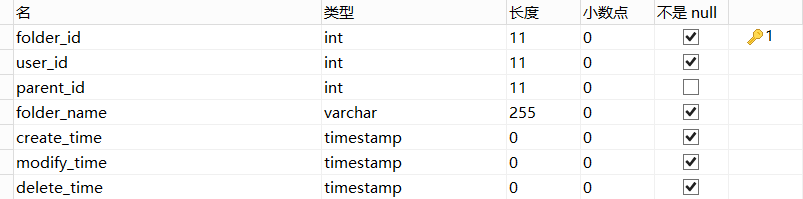 名 类型 长度 小数点 不是 null
folder_id int 11 0 1
user_id int 11 0
parent_id int 11 0
folder_name varchar 255 0
create_time timestamp 0 0
modify_time timestamp 0 0
delete_time timestamp 0 0